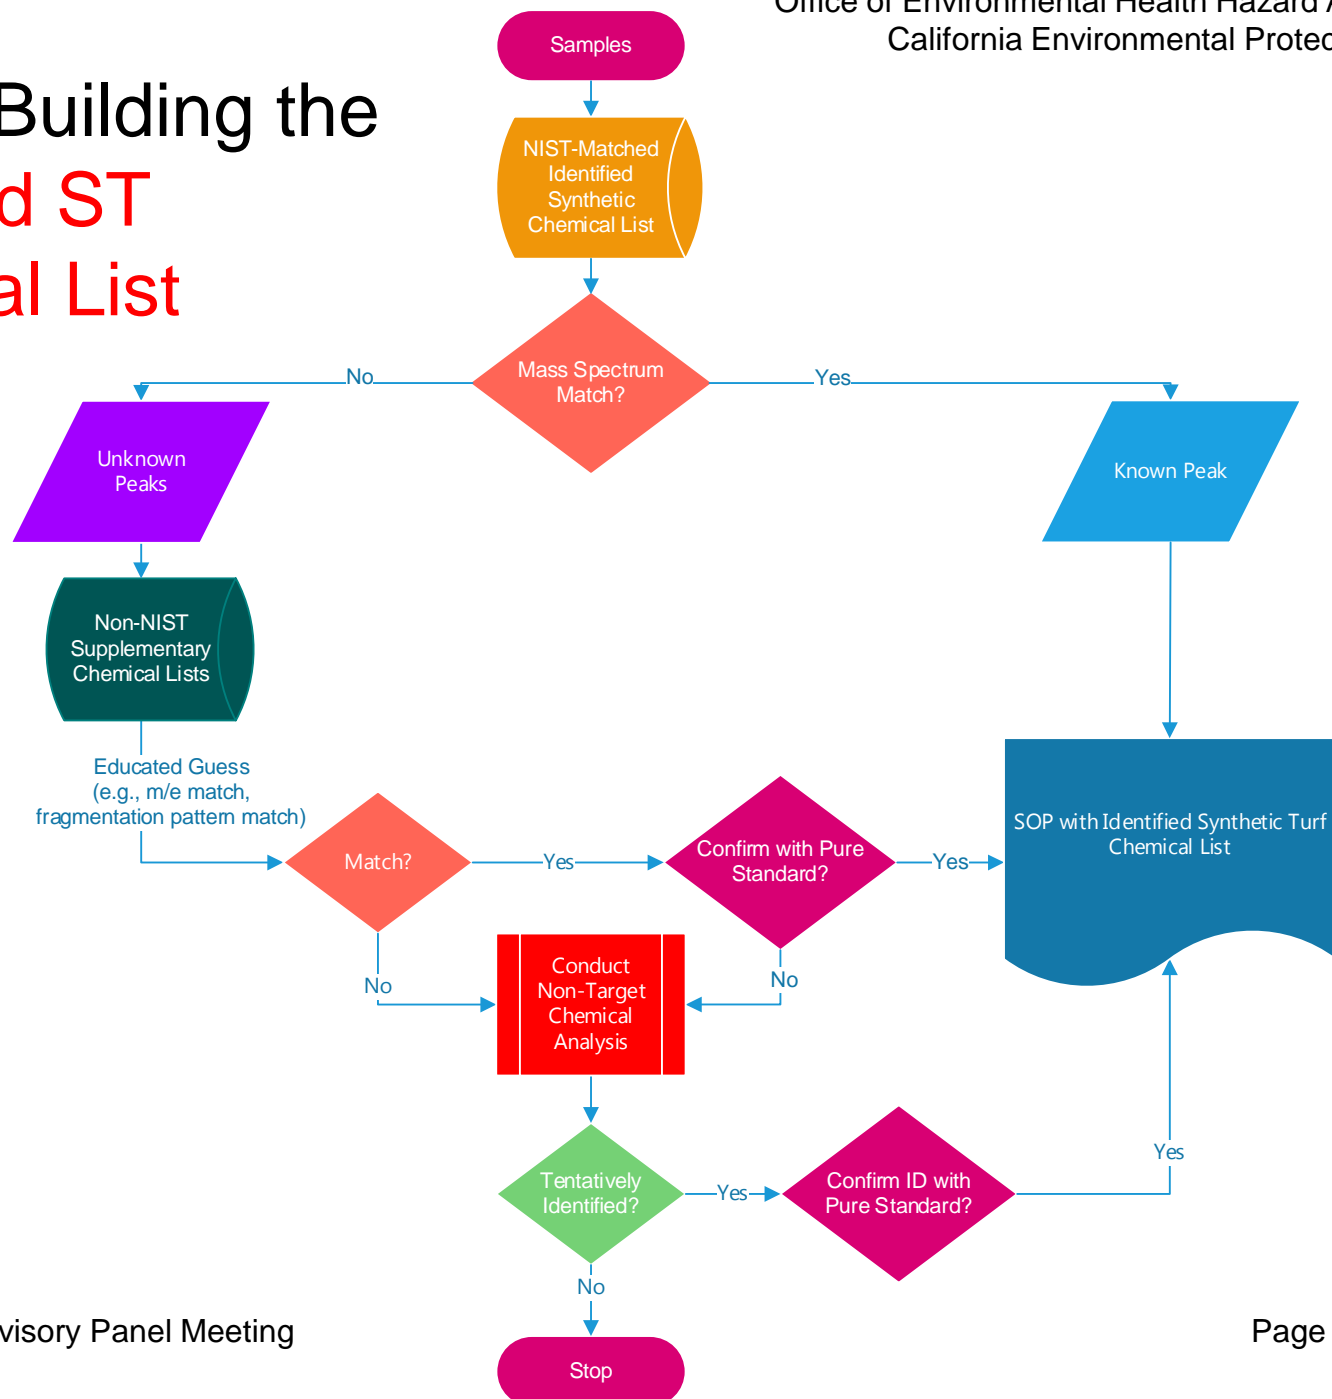 Office of Environmental Health Hazard A
California Environmental Protec
Building the
d ST
al List
Samples
NIST-Matched
Identified
Synthetic
Chemical List
Mass Spectrum
Match?
No
Yes
Unknown
Peaks
Known Peak
Non-NIST
Supplementary
Chemical Lists
Educated Guess
(e.g., m/e match,
fragmentation pattern match)
Match?
Yes
Confirm with Pure
Standard?
Yes
SOP with Identified Synthetic Turf
Chemical List
No
No
Conduct
Non-Target
Chemical
Analysis
Tentatively
Identified?
Yes
Confirm ID with
Pure Standard?
Yes
No
Stop
visory Panel Meeting
Page